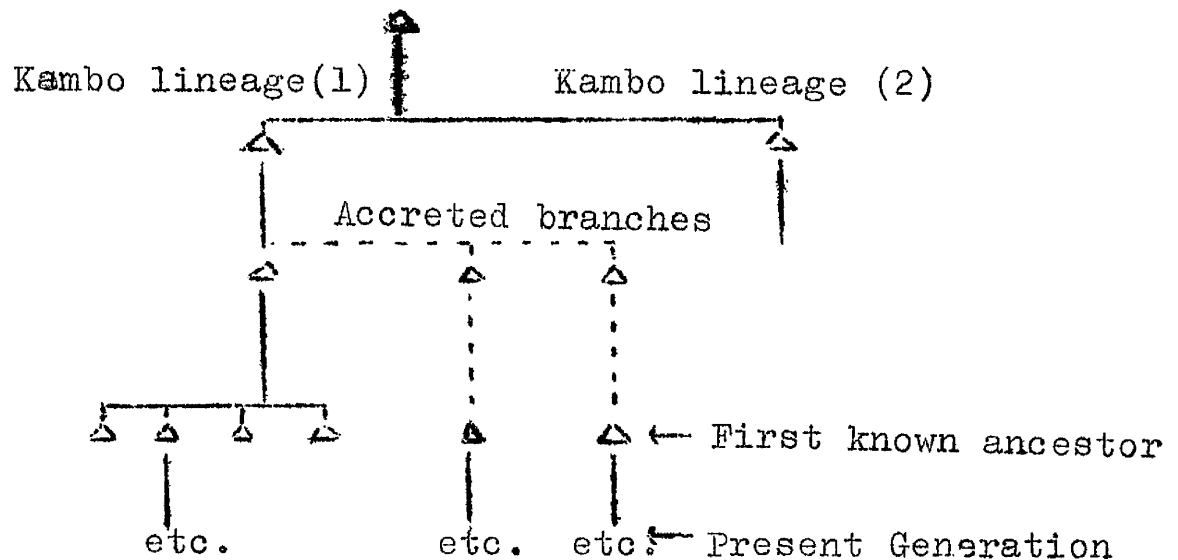 Kambo lineage(1) Kambo lineage (2)
Accreted branches
First known ancestor
etc. etc. etc. Present Generation